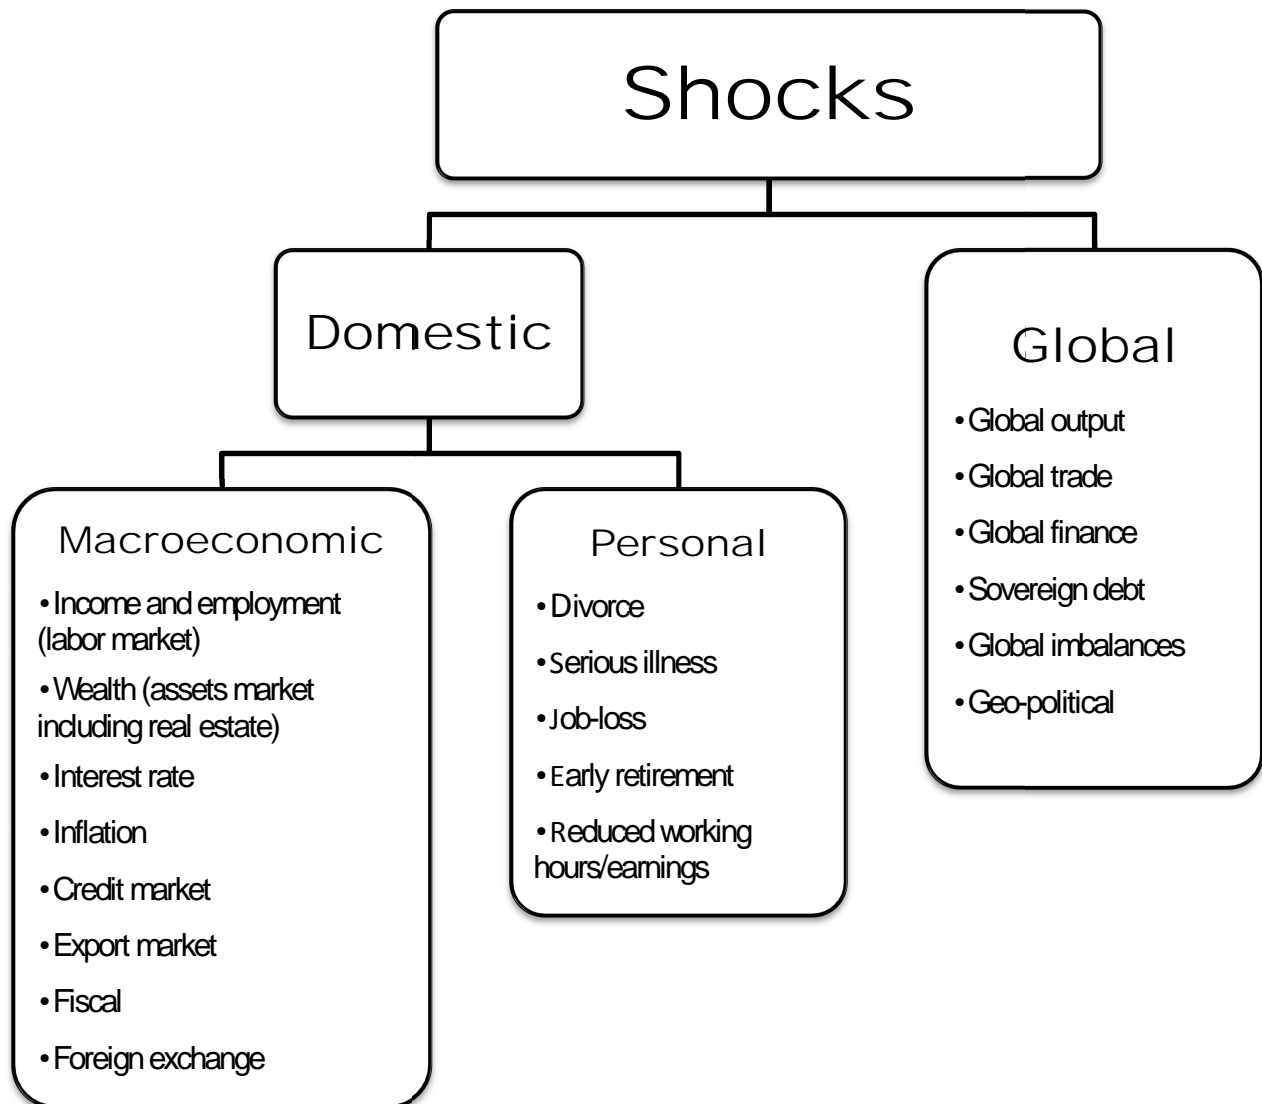 Shocks
Domestic
Global
• Global output
• Global trade
• Global finance
• Sovereign debt
• Global imbalances
• Geo-political
Macroeconomic
• Income and employment
(labor market)
• Wealth (assets market
including real estate)
• Interest rate
• Inflation
• Credit market
• Export market
• Fiscal
• Foreign exchange
Personal
• Divorce
• Serious illness
• Job-loss
• Early retirement
• Reduced working
hours/earnings